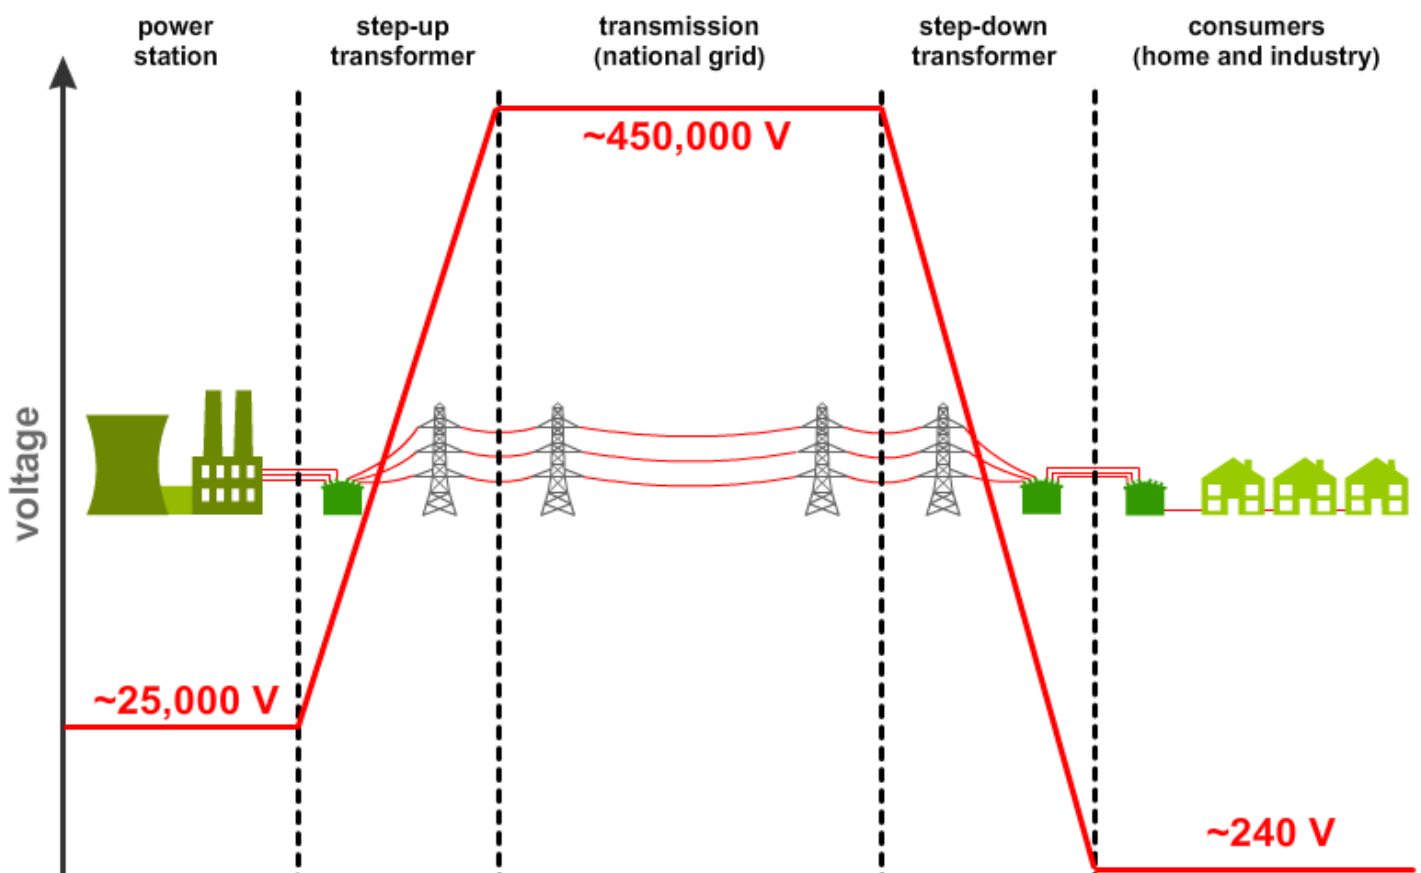 power
station
step-up
transformer
transmission
(national grid)
step-down
transformer
consumers
(home and industry)
~450,000 V
voltage
~25,000 V
~240 V